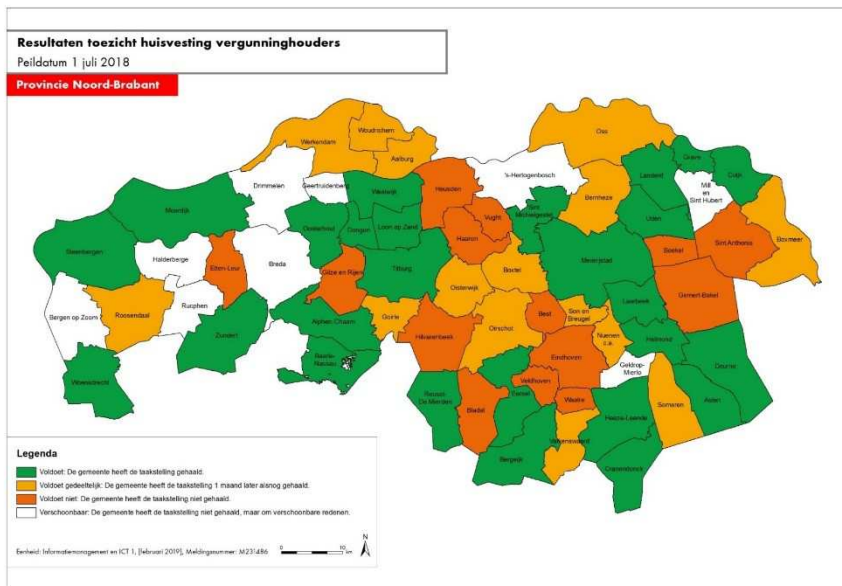 Resultaten toezicht huisvesting vergunninghouders
Peildatum 1 juli 2018
Provincie Noord-Brabant
Woudrichem
Werkendam
Aalburg
Oss
Drimmelen
Geertruidenberg
Waalwijk
Heusden
's-Hertogenbosch
Bernheze
Landerd
Grave
Cuijk
Mill
en
Sint Hubert
Moerdijk
Oosterhout
Dongen
Loon op Zand
Vught
Haaren
Sint
Michielsgestel
Uden
Boekel
Sint Anthonis
Boxmeer
Steenbergen
Halderberge
Etten-Leur
Breda
Gilze en Rijen
Tilburg
Oisterwijk
Boxtel
Meierijstad
Gemert-Bakel
Bergen op Zoom
Roosendaal
Rucphen
Zundert
Alphen-Chaam
Goirle
Hilvarenbeek
Oirschot
Best
Son en
Breugel
Nuenen
c.a.
Laarbeek
Helmond
Deurne
Woensdrecht
Baarle-
Nassau
Reusel-
De Mierden
Bladel
Eersel
Veldhoven
Eindhoven
Waalre
Geldrop-
Mierlo
Someren
Asten
Bergeijk
Valkenswaard
Heeze-Leende
Cranendonck
Legenda
Voldoet: De gemeente heeft de taakstelling gehaald.
Voldoet gedeeltelijk: De gemeente heeft de taakstelling 1 maand later alsnog gehaald.
Voldoet niet: De gemeente heeft de taakstelling niet gehaald.
Verschoonbaar: De gemeente heeft de taakstelling niet gehaald, maar om verschoonbare redenen.
Eenheid: Informatiemanagement en ICT 1, [februari 2019], Meldingsnummer: M231486
0 10
km
N